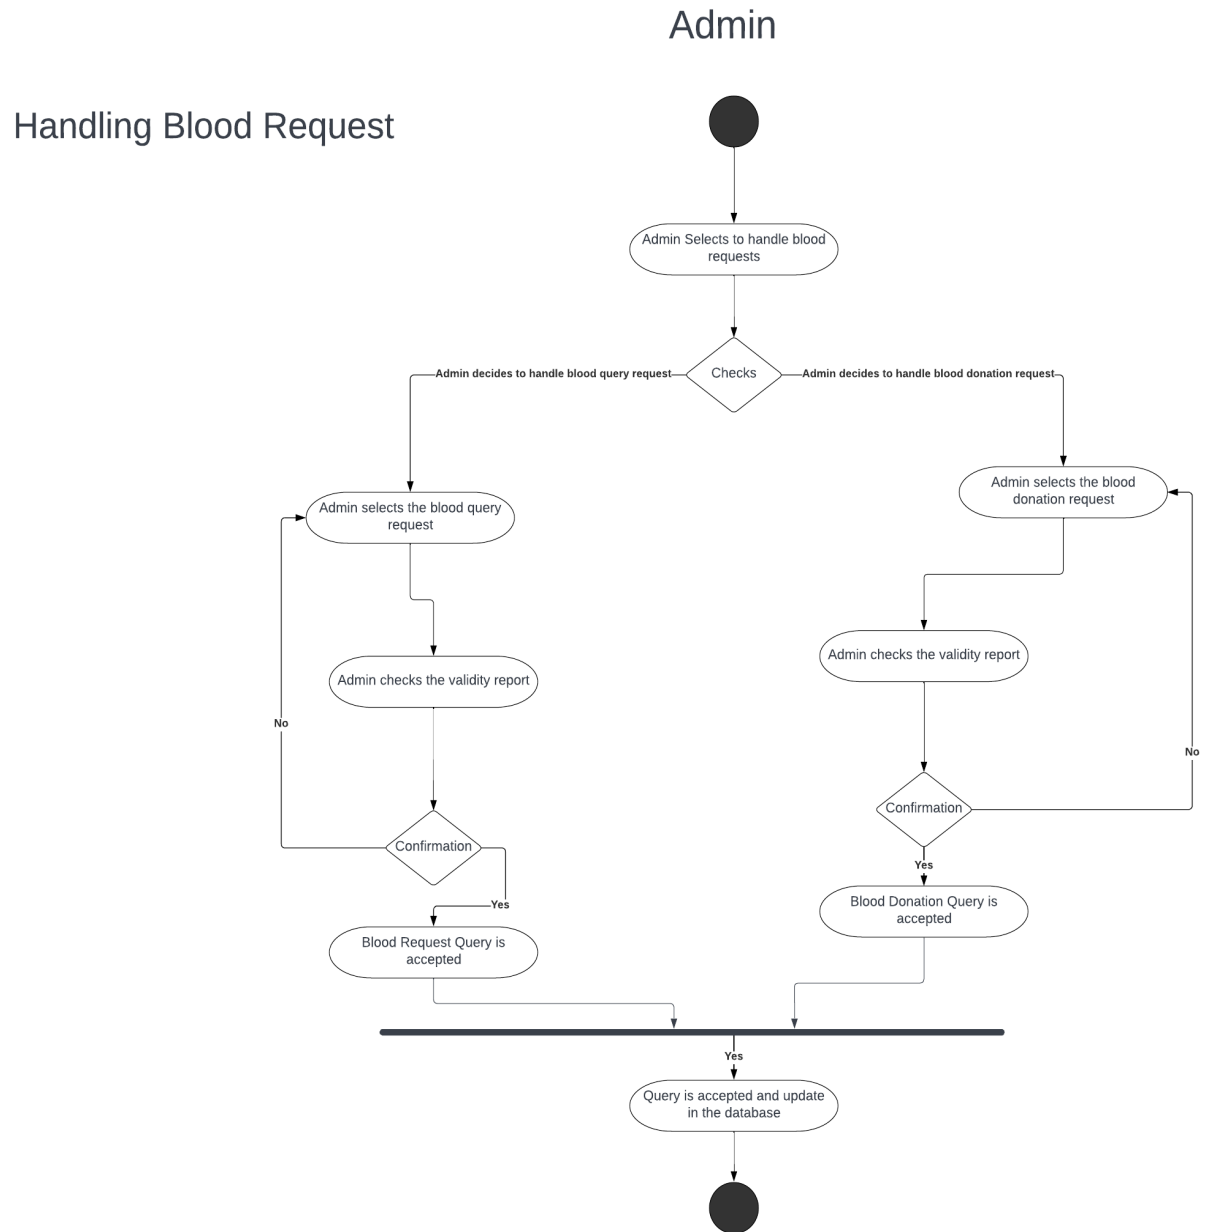 Admin
Handling Blood Request
Admin Selects to handle blood
requests
Checks
Admin decides to handle blood query request
Admin decides to handle blood donation request
Admin selects the blood query
request
Admin selects the blood
donation request
Admin checks the validity report
Admin checks the validity report
No
No
Confirmation
Confirmation
Yes
Yes
Blood Request Query is
accepted
Blood Donation Query is
accepted
Yes
Query is accepted and update
in the database